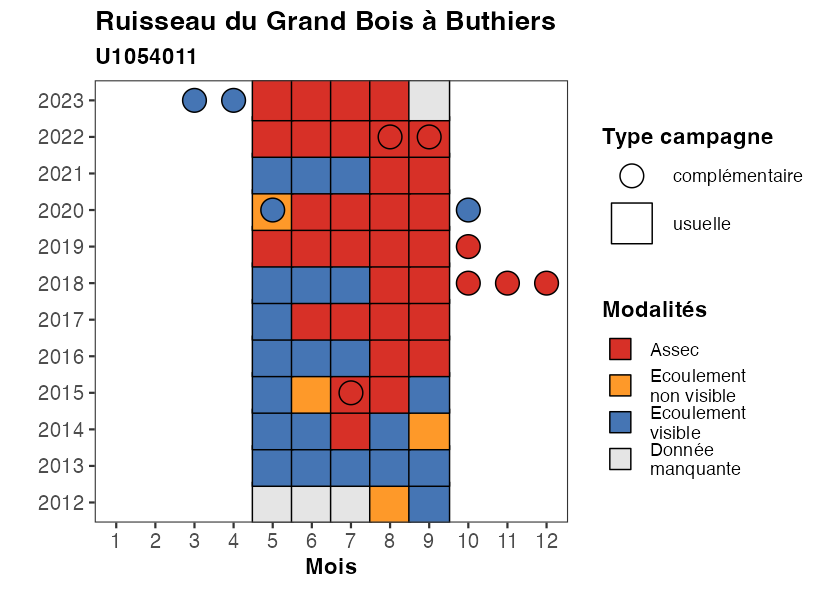 Ruisseau du Grand Bois à Buthiers
U1054011
2023
2022
2021
2020
2019
2018
2017
2016
2015
2014
2013
2012
1 2 3 4 5 6 7 8 9 10 11 12
Mois
Type campagne
complémentaire
usuelle
Modalités
Assec
Ecoulement
non visible
Ecoulement
visible
Donnée
manquante